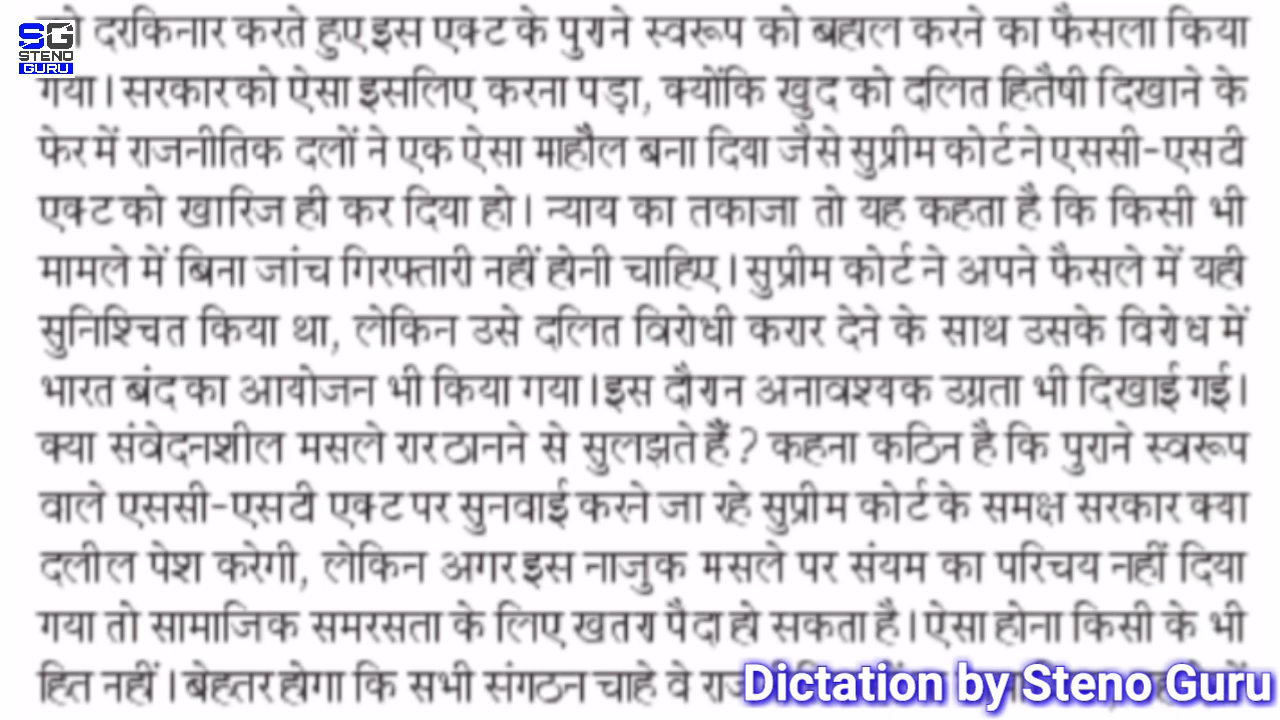 SG
STENO
GURU
दरकिनार करते हुए इस एक्ट के पुराने स्वरूप को बहाल करने का फैसला किया
गया। सरकार को ऐसा इसलिए करना पड़ा, क्योंकि खुद को दलित हितैषी दिखाने के
फेर में राजनीतिक दलों ने एक ऐसा माहौल बना दिया जैसे सुप्रीम कोर्ट ने एससी-एसटी
एक्ट को खारिज ही कर दिया हो। न्याय का तकाजा तो यह कहता है कि किसी भी
मामले में बिना जांच गिरफ्तारी नहीं होनी चाहिए। सुप्रीम कोर्ट ने अपने फैसले में यही
सुनिश्चित किया था, लेकिन उसे दलित विरोधी करार देने के साथ उसके विरोध में
भारत बंद का आयोजन भी किया गया। इस दौरान अनावश्यक उग्रता भी दिखाई गई।
क्या संवेदनशील मसले रार ठानने से सुलझते हैं? कहना कठिन है कि पुराने स्वरूप
वाले एससी-एसटी एक्ट पर सुनवाई करने जा रहे सुप्रीम कोर्ट के समक्ष सरकार क्या
दलील पेश करेगी, लेकिन अगर इस नाजुक मसले पर संयम का परिचय नहीं दिया
गया तो सामाजिक समरसता के लिए खतरा पैदा हो सकता है। ऐसा होना किसी के भी
हित नहीं। बेहतर होगा कि सभी संगठन चाहे वे
Dictation by Steno Guru